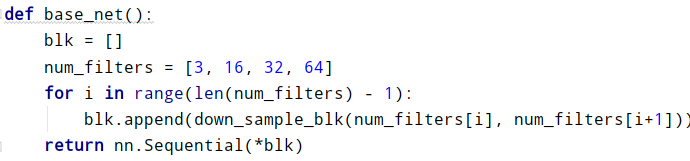 def base_net():
    blk = []
    num_filters = [3, 16, 32, 64]
    for i in range(len(num_filters) - 1):
        blk.append(down_sample_blk(num_filters[i], num_filters[i+1]))
    return nn.Sequential(*blk)